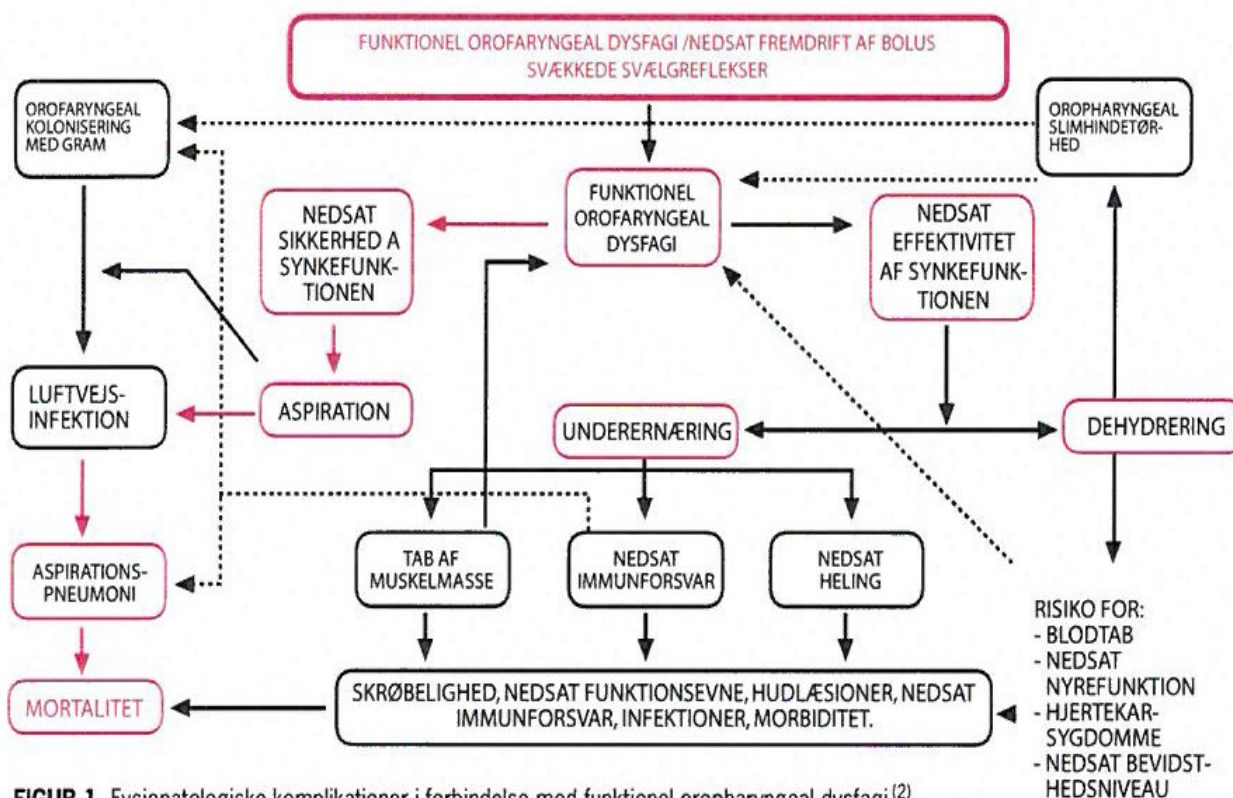 FUNKTIONEL OROFARYNGEAL DYSFAGI /NEDSAT FREMDRIFT AF BOLUS
SVÆKKEDE SVÆLGREFLEKSER
OROFARYNGEAL
KOLONISERING
MED GRAM
OROPHARYNGEAL
SLIMHINDETØR-
HED
FUNKTIONEL
OROFARYNGEAL
DYSFAGI
NEDSAT
SIKKERHED A
SYNKEFUNK-
TIONEN
NEDSAT
EFFEKTIVITET
AF SYNKEFUNK-
TIONEN
LUFTVEJS-
INFEKTION
ASPIRATION
UNDERERNÆRING
DEHYDRERING
ASPIRATIONS-
PNEUMONI
TAB AF
MUSKELMASSE
NEDSAT
IMMUNFORSVAR
NEDSAT
HELING
RISIKO FOR:
- BLODTAB
- NEDSAT
NYREFUNKTION
- HJERTEKAR-
SYGDOMME
- NEDSAT BEVIDST-
HEDSNIVEAU
MORTALITET
SKRØBELIGHED, NEDSAT FUNKTIONSEVNE, HUDLÆSIONER, NEDSAT
IMMUNFORSVAR, INFEKTIONER, MORBIDITET.
FIGUR 1 Fysiopatologiske komplikationer i forbindelse med funktionel oropharyngeal dysfagi (2)